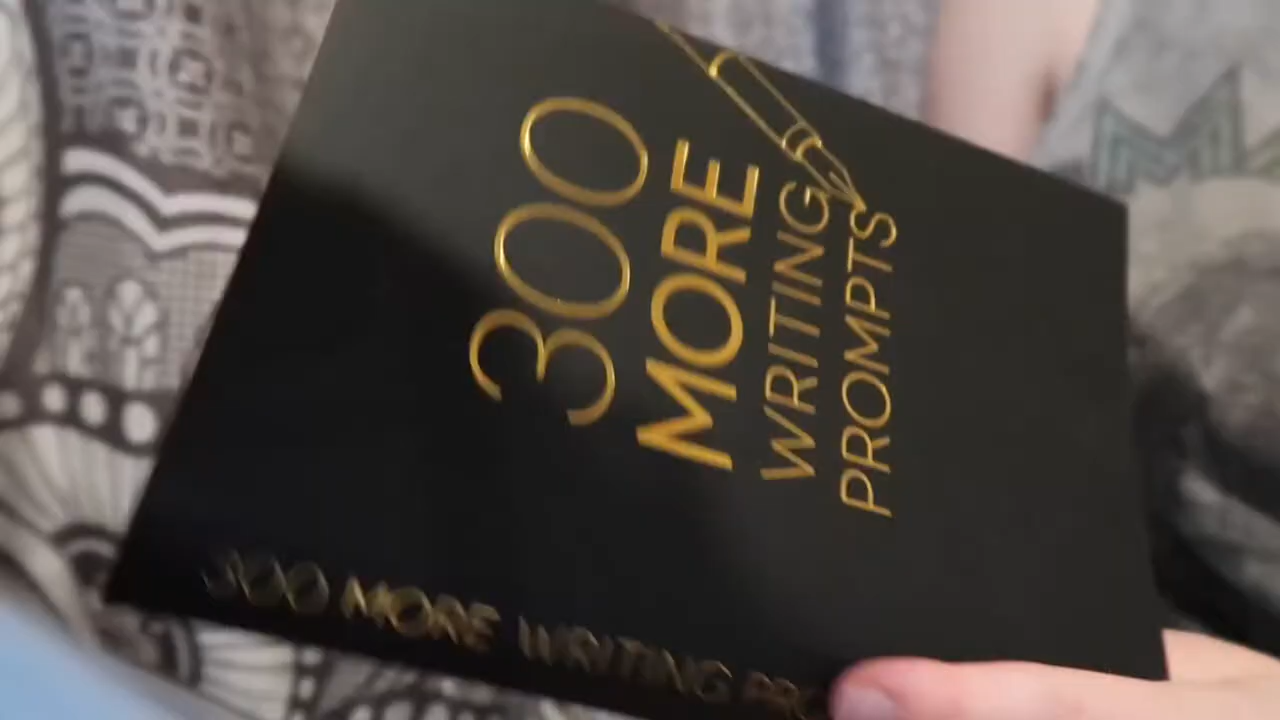 300
MORE
WRITING
PROMPTS
300 MORE WRITING